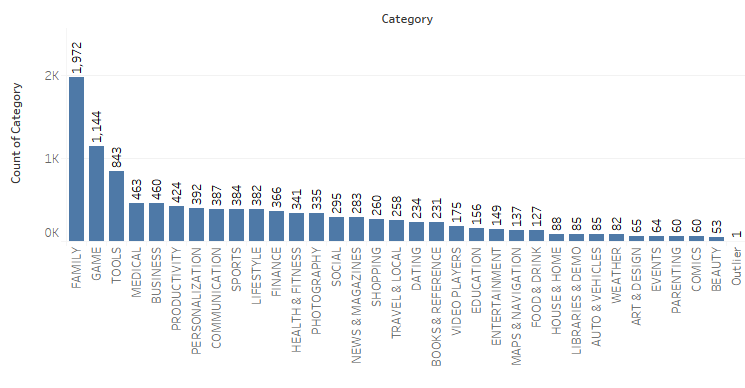 Category
Count of Category
2K
1K
0K
1,972
1,144
843
463
460
424
392
387
384
382
366
341
335
295
283
260
258
234
231
175
156
149
137
127
88
85
85
82
65
64
60
60
53
1
FAMILY
GAME
TOOLS
MEDICAL
BUSINESS
PRODUCTIVITY
PERSONALIZATION
COMMUNICATION
SPORTS
LIFESTYLE
FINANCE
HEALTH & FITNESS
PHOTOGRAPHY
SOCIAL
NEWS & MAGAZINES
SHOPPING
TRAVEL & LOCAL
DATING
BOOKS & REFERENCE
VIDEO PLAYERS
EDUCATION
ENTERTAINMENT
MAPS & NAVIGATION
FOOD & DRINK
HOUSE & HOME
LIBRARIES & DEMO
AUTO & VEHICLES
WEATHER
ART & DESIGN
EVENTS
PARENTING
COMICS
BEAUTY
Outlier